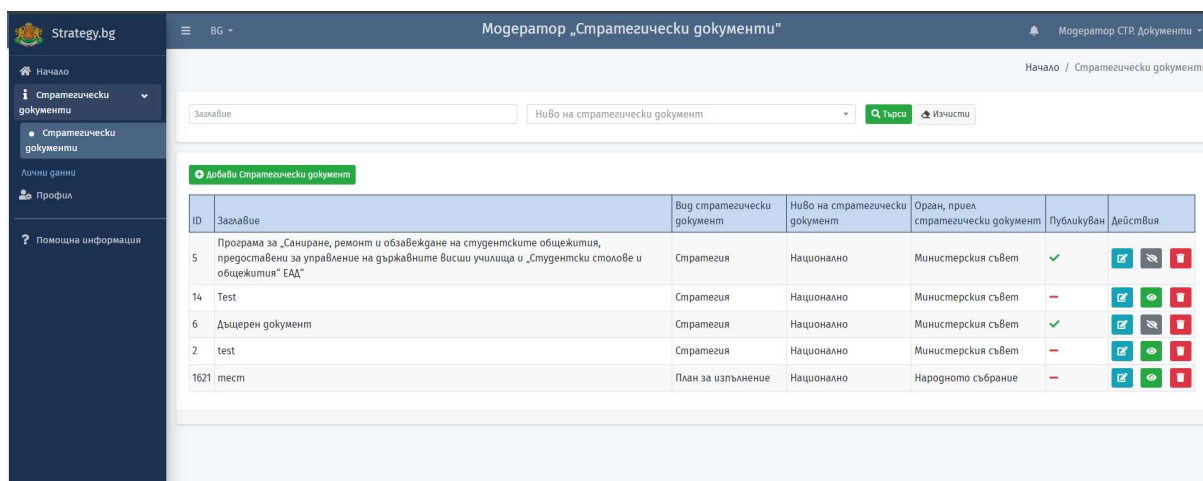 Strategy.bg
BG
Модератор „Стратегически документи"
Модератор СТР. Документи
Начало
Стратегически
документи
Стратегически
документи
Лични данни
Профил
Помощна информация
Начало / Стратегически документи
Заглавие
Ниво на стратегически документ
Търси
Изчисти
Добави Стратегически документ
ID Заглавие Вид стратегически документ Ниво на стратегически документ Орган, приел стратегически документ Публикуван Действия
5 Програма за „Саниране, ремонт и обзавеждане на студентските общежития,
предоставени за управление на държавните висши училища и „Студентски столове и
общежития“ ЕАД“ Стратегия Национално Министерския съвет
14 Test Стратегия Национално Министерския съвет
6 Дъщерен документ Стратегия Национално Министерския съвет
2 test Стратегия Национално Министерския съвет
1621 тест План за изпълнение Национално Народното събрание